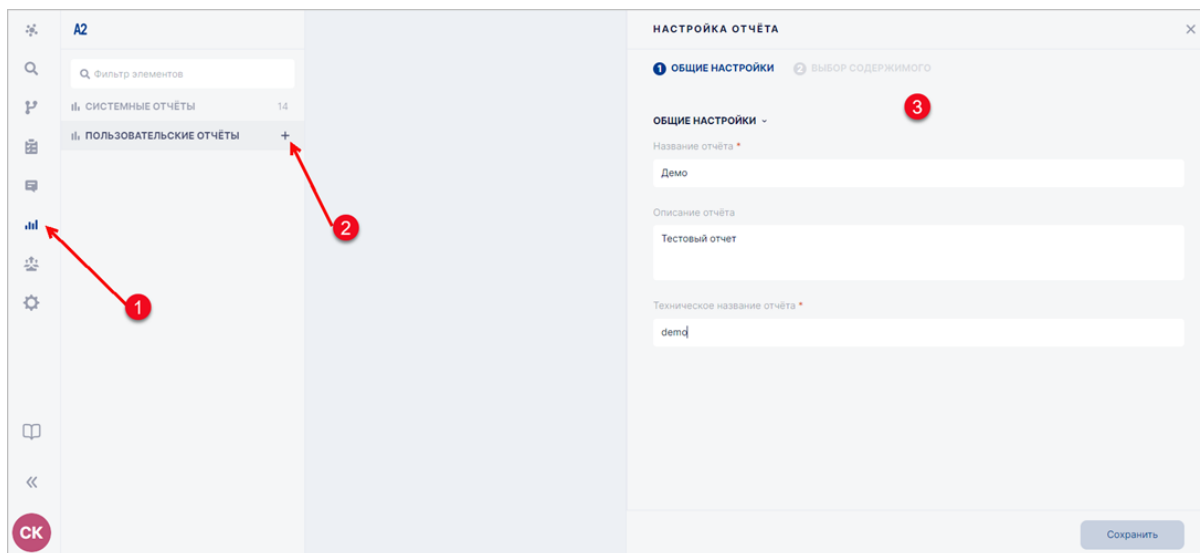 A2
Фильтр элементов
СИСТЕМНЫЕ ОТЧЁТЫ 14
ПОЛЬЗОВАТЕЛЬСКИЕ ОТЧЁТЫ +
1
2
СК
НАСТРОЙКА ОТЧЁТА
1 ОБЩИЕ НАСТРОЙКИ 2 ВЫБОР СОДЕРЖИМОГО
3
ОБЩИЕ НАСТРОЙКИ
Название отчёта *
Демо
Описание отчёта
Тестовый отчет
Техническое название отчёта *
demo
Сохранить